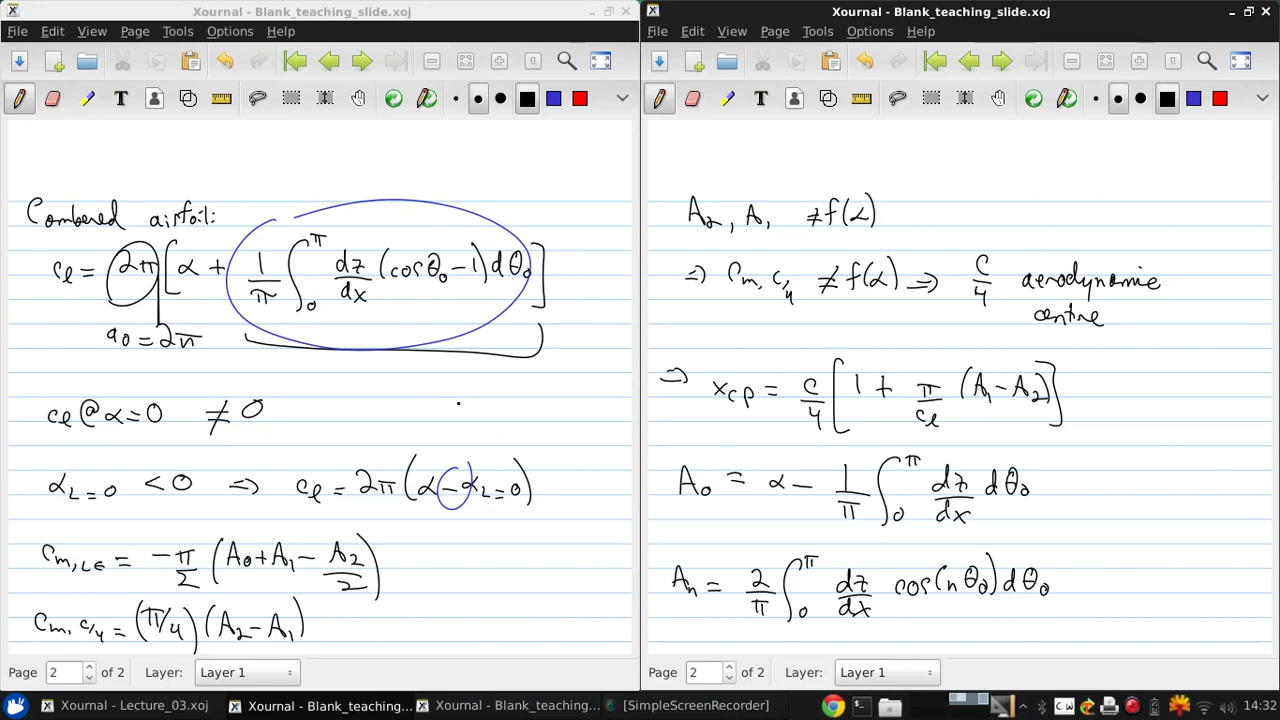 Xournal - Blank_teaching_slide.xoj
File Edit View Page Tools Options Help
Cambered airfoil:
cl = 2π [α + 1/π ∫₀^π dz/dx (cosθ₀ − 1) dθ₀]
a₀ = 2π
cl @ α=0 ≠ 0
α_L=0 < 0 ⇒ cl = 2π (α − α_L=0)
Cm,LE = −π/2 (A₀ + A₁ − A₂/2)
Cm,c/4 = (π/4) (A₂ − A₁)
Page 2 of 2 Layer: Layer 1
Xournal - Blank_teaching_slide.xoj
File Edit View Page Tools Options Help
A₂, A₁ ≠ f(α)
⇒ Cm,c/4 ≠ f(α) ⇒ c/4 aerodynamic
centre
⇒ xcp = c/4 [1 + π/cl (A₁ − A₂)]
A₀ = α − 1/π ∫₀^π dz/dx dθ₀
An = 2/π ∫₀^π dz/dx cos(nθ₀) dθ₀
Page 2 of 2 Layer: Layer 1
Xournal - Lecture_03.xoj Xournal - Blank_teaching... Xournal - Blank_teaching... [SimpleScreenRecorder] 14:32